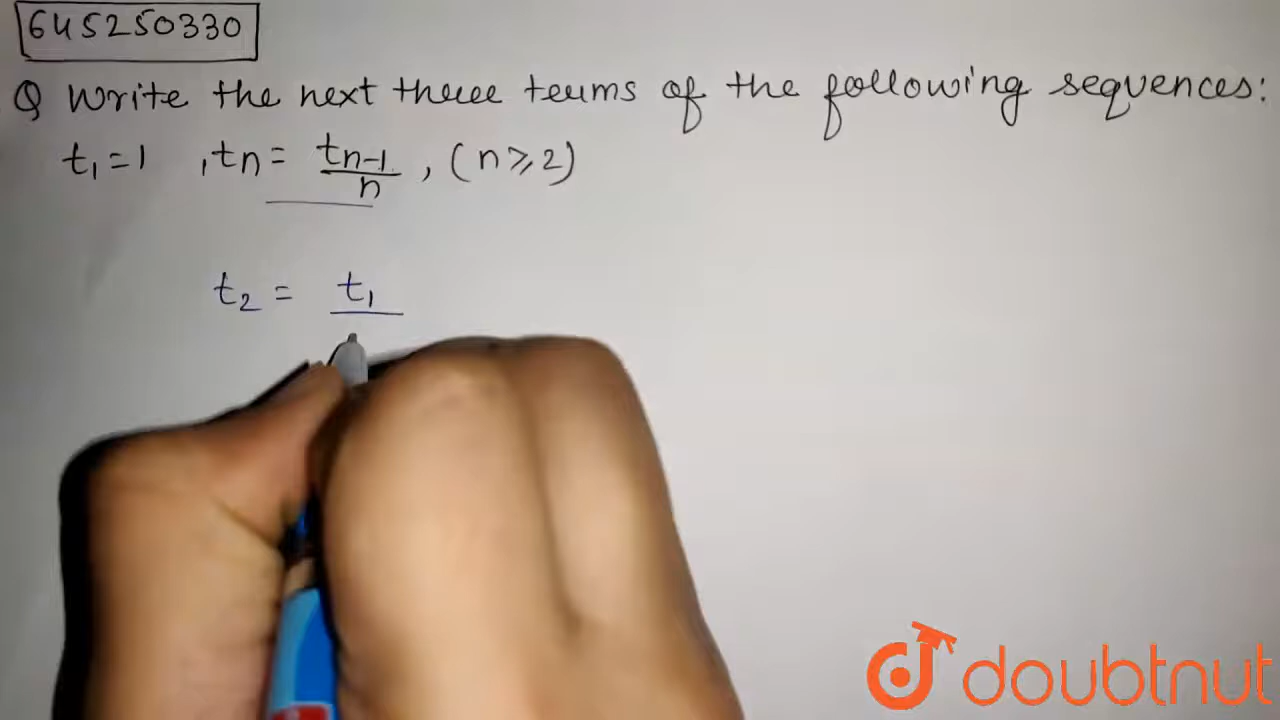 645250330
Q Write the next three terms of the following sequences:
t₁ = 1 , tn = tn-1/n , (n ⩾ 2)
t₂ = t₁/
doubtnut